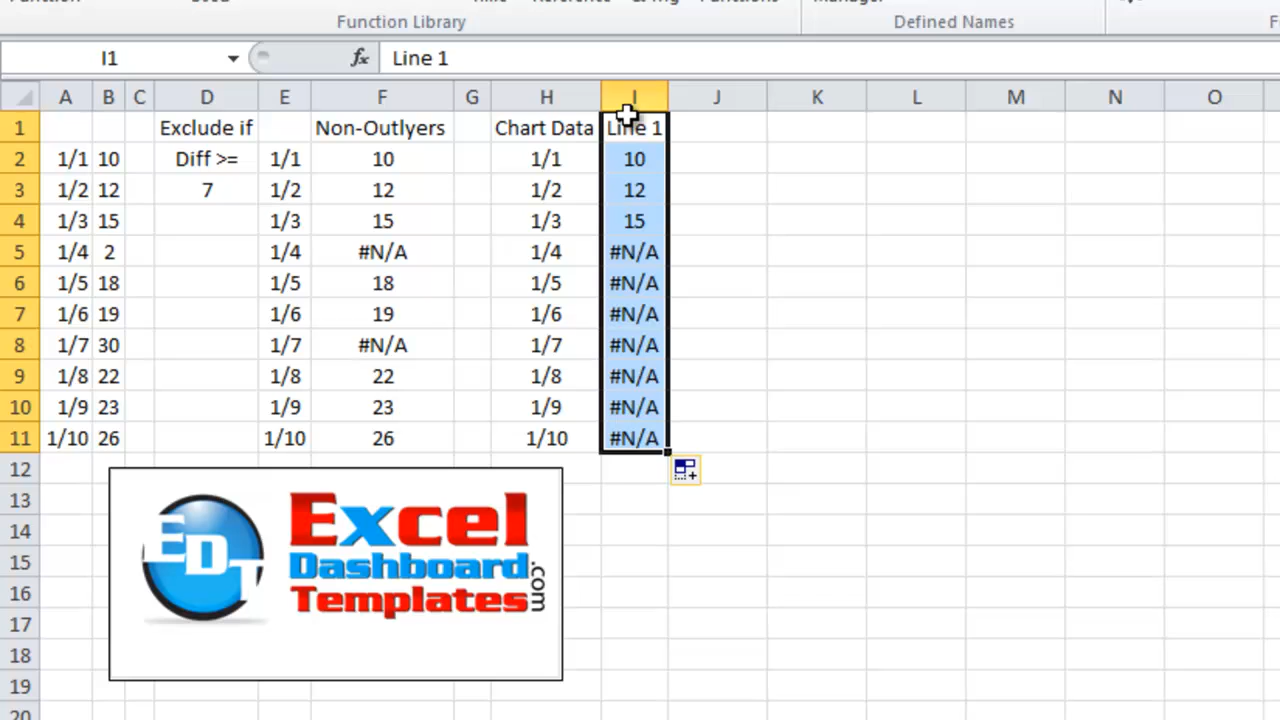 Function Library Defined Names
I1 fx Line 1
A B C D E F G H I J K L M N O
1 Exclude if Non-Outlyers Chart Data Line 1
2 1/1 10 Diff >= 1/1 10 1/1 10
3 1/2 12 7 1/2 12 1/2 12
4 1/3 15 1/3 15 1/3 15
5 1/4 2 1/4 #N/A 1/4 #N/A
6 1/5 18 1/5 18 1/5 #N/A
7 1/6 19 1/6 19 1/6 #N/A
8 1/7 30 1/7 #N/A 1/7 #N/A
9 1/8 22 1/8 22 1/8 #N/A
10 1/9 23 1/9 23 1/9 #N/A
11 1/10 26 1/10 26 1/10 #N/A
12
13
14
15
16
17
18
19
20
EDT
Excel
Dashboard
Templates
.com